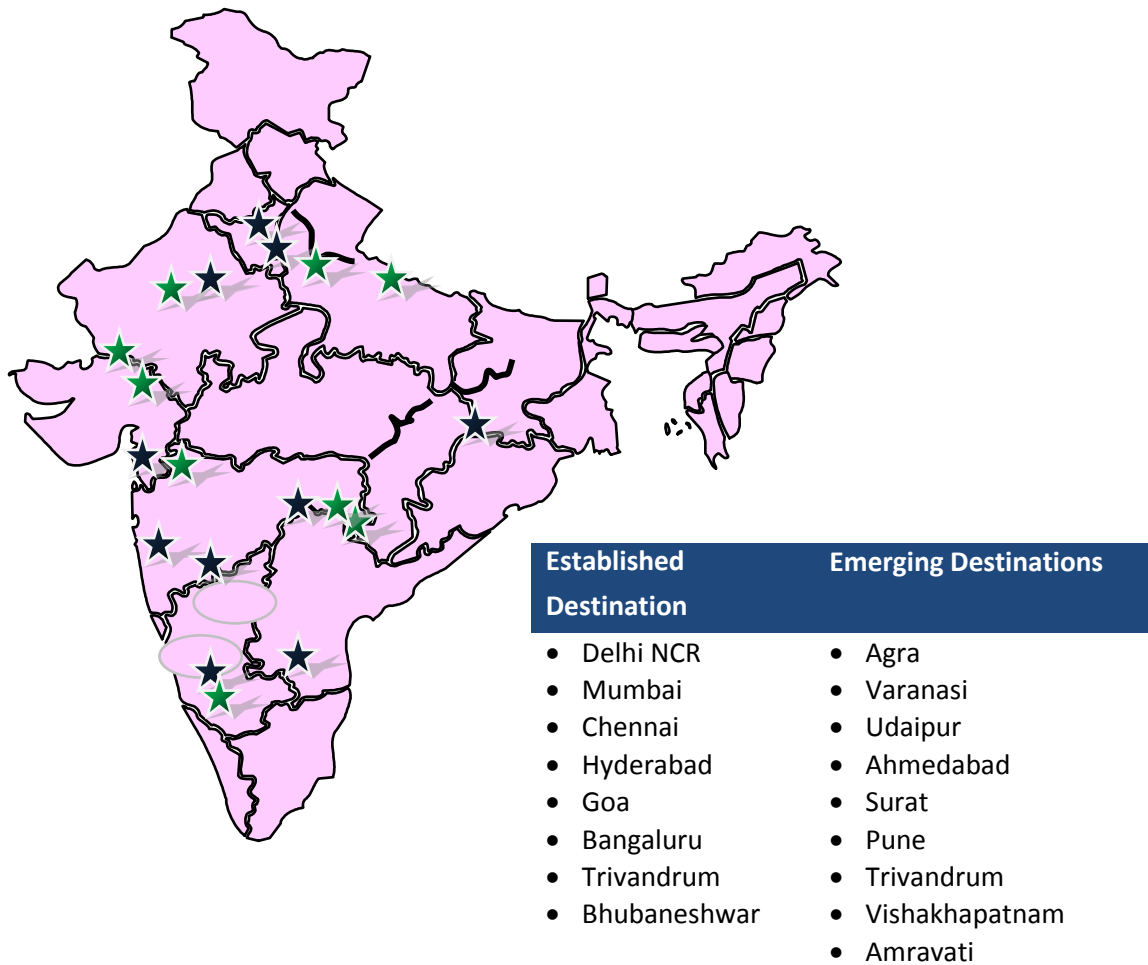 Established
Destination
Emerging Destinations
• Delhi NCR
• Mumbai
• Chennai
• Hyderabad
• Goa
• Bangaluru
• Trivandrum
• Bhubaneshwar
• Agra
• Varanasi
• Udaipur
• Ahmedabad
• Surat
• Pune
• Trivandrum
• Vishakhapatnam
• Amravati